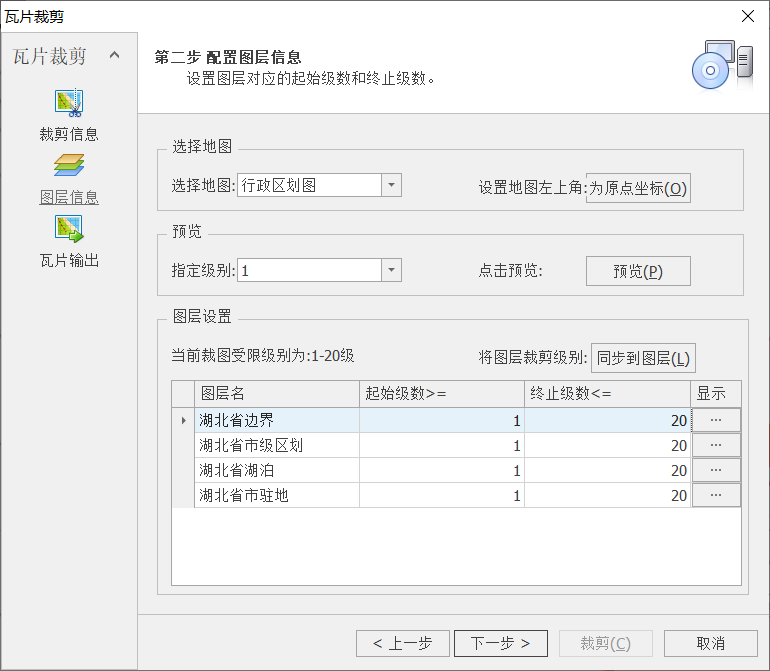 瓦片裁剪
瓦片裁剪
裁剪信息
图层信息
瓦片输出
第二步 配置图层信息
设置图层对应的起始级数和终止级数。
选择地图
选择地图: 行政区划图 设置地图左上角: 为原点坐标(O)
预览
指定级别: 1 点击预览: 预览(P)
图层设置
当前裁图受限级别为:1-20级 将图层裁剪级别: 同步到图层(L)
图层名 起始级数>= 终止级数<= 显示
湖北省边界 1 20 ...
湖北省市级区划 1 20 ...
湖北省湖泊 1 20 ...
湖北省市驻地 1 20 ...
< 上一步 下一步 > 裁剪(C) 取消